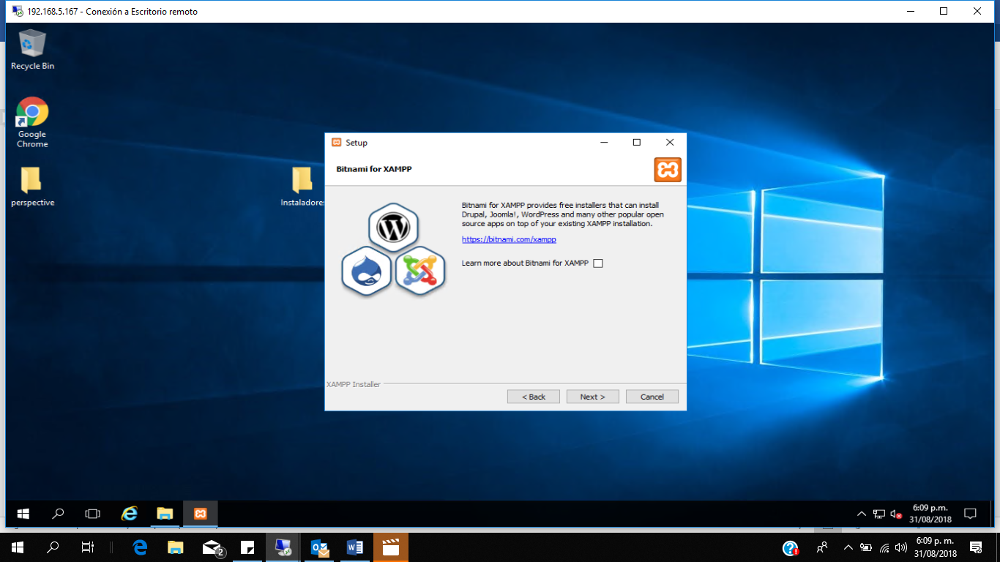 192.168.5.167 - Conexión a Escritorio remoto
Recycle Bin
Google
Chrome
perspective
Instaladores
Setup
Bitnami for XAMPP
Bitnami for XAMPP provides free installers that can install
Drupal, Joomla!, WordPress and many other popular open
source apps on top of your existing XAMPP installation.
https://bitnami.com/xampp
Learn more about Bitnami for XAMPP
XAMPP Installer
< Back
Next >
Cancel
6:09 p.m.
31/08/2018
2
6:09 p. m.
31/08/2018